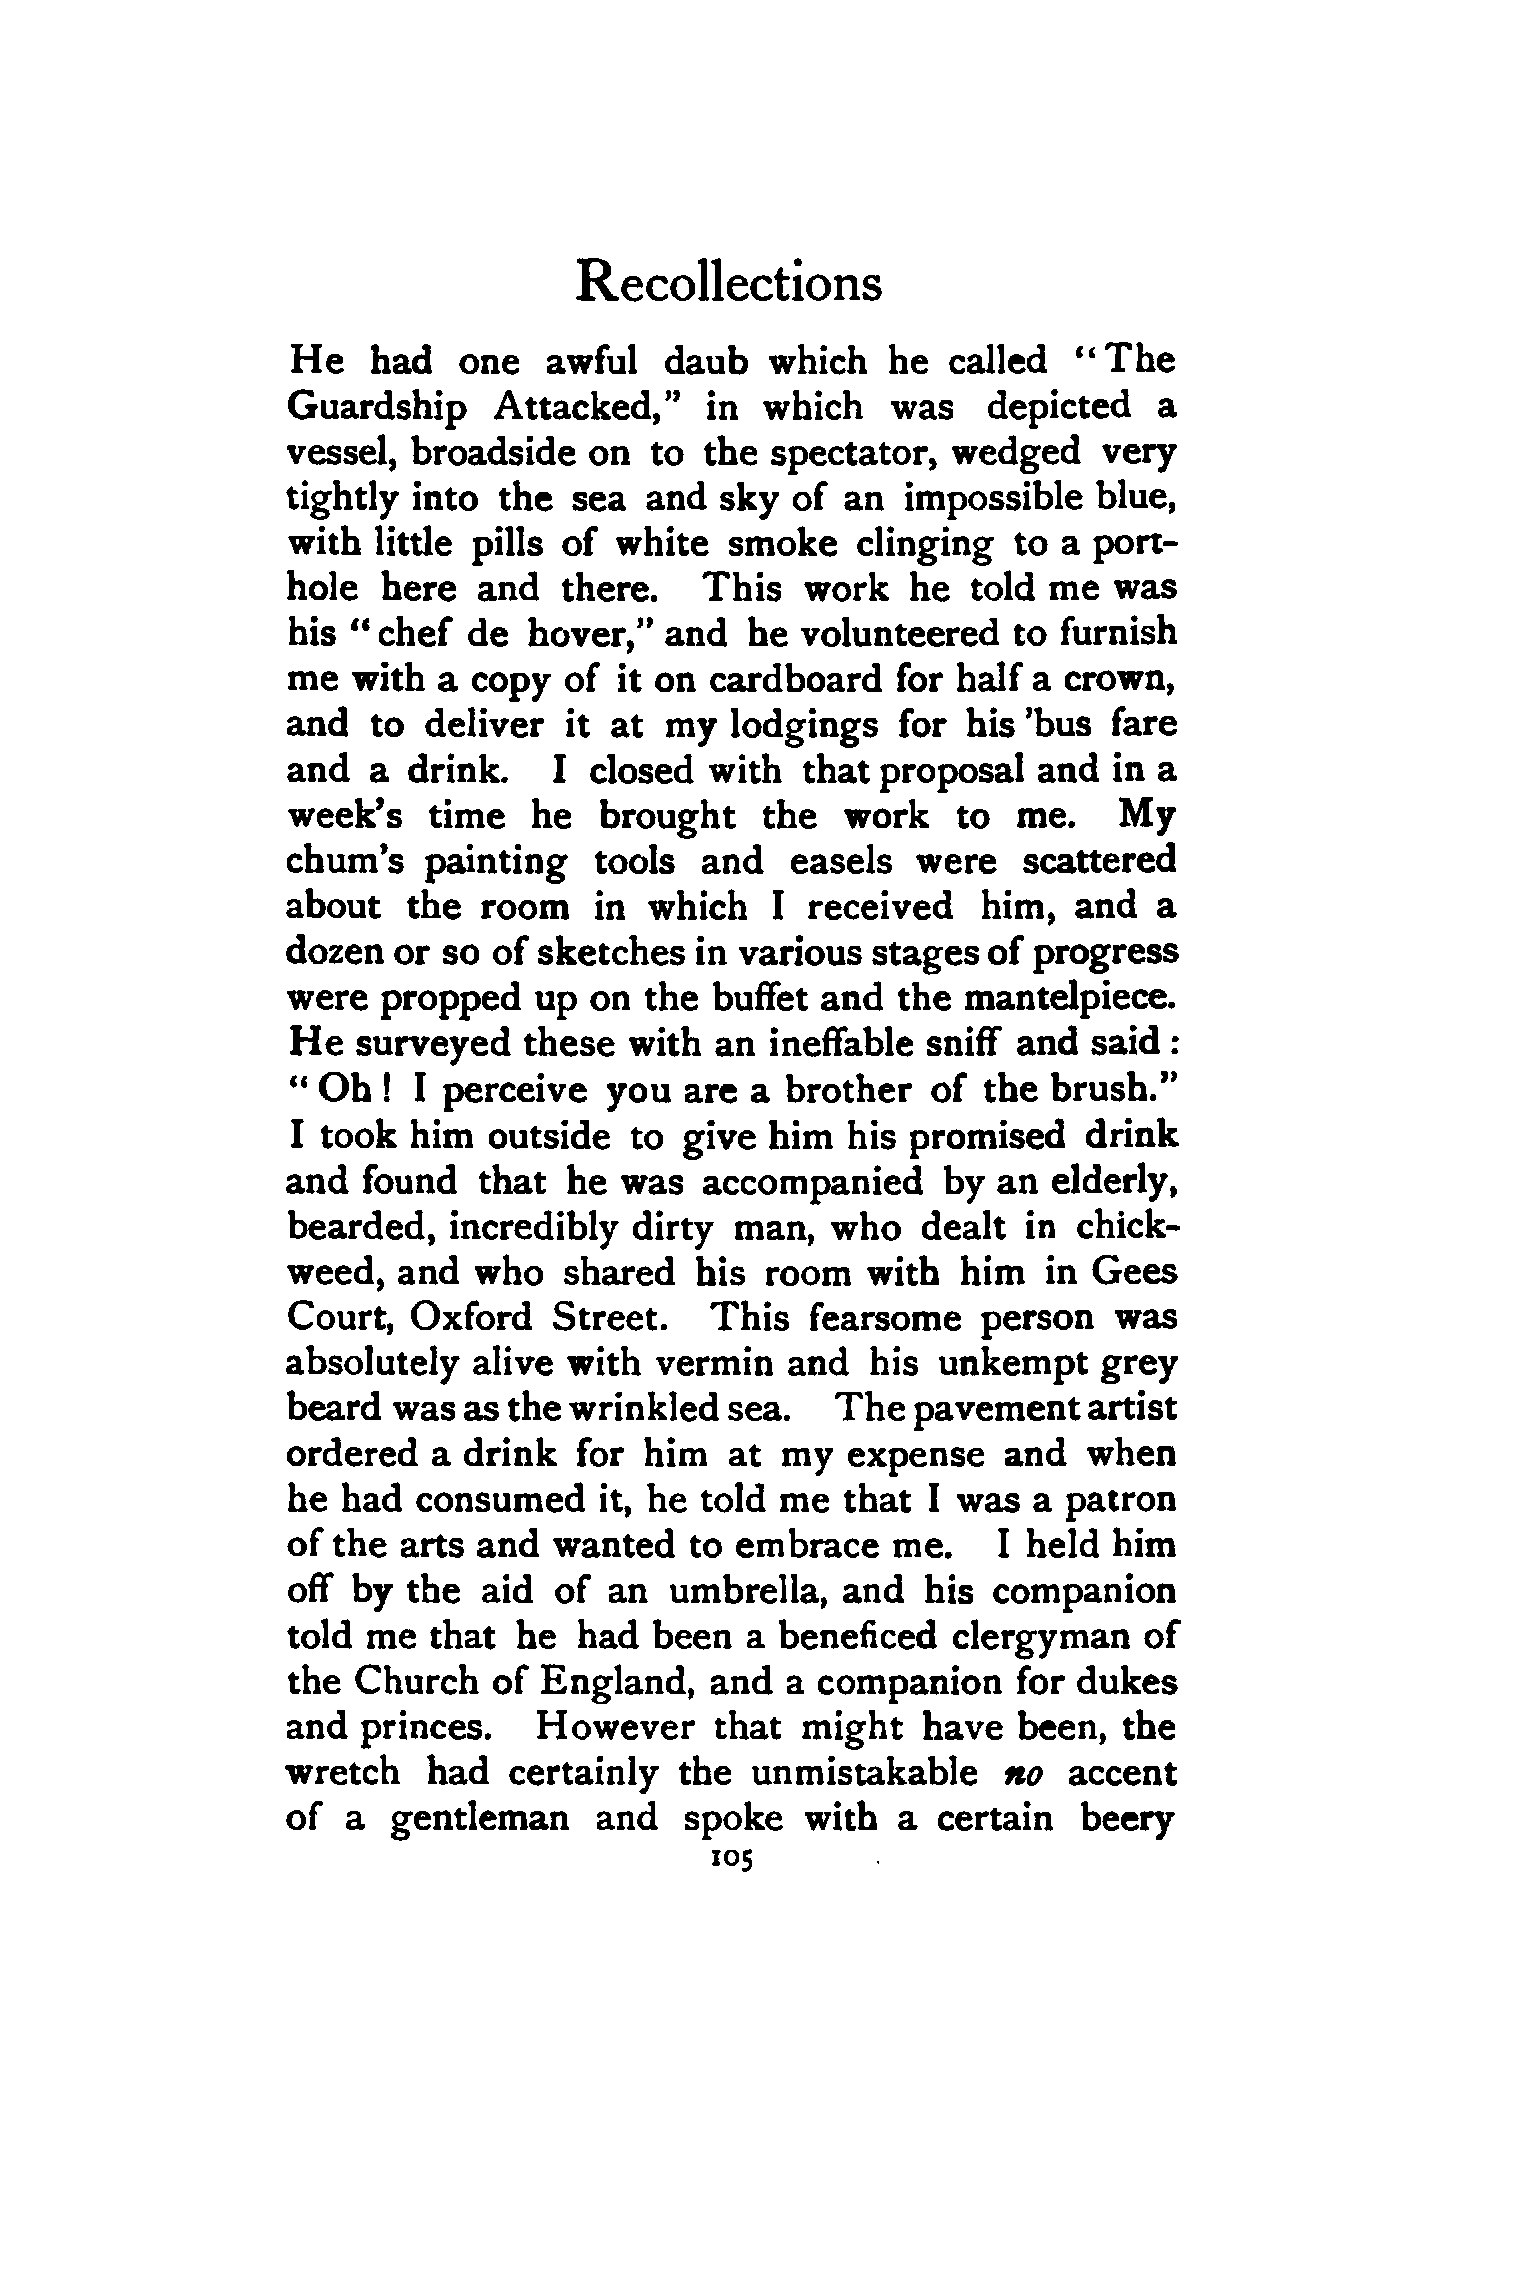 Recollections
He had one awful daub which he called “The
Guardship Attacked,” in which was depicted a
vessel, broadside on to the spectator, wedged very
tightly into the sea and sky of an impossible blue,
with little pills of white smoke clinging to a port-
hole here and there. This work he told me was
his “chef de hover,” and he volunteered to furnish
me with a copy of it on cardboard for half a crown,
and to deliver it at my lodgings for his ’bus fare
and a drink. I closed with that proposal and in a
week’s time he brought the work to me. My
chum’s painting tools and easels were scattered
about the room in which I received him, and a
dozen or so of sketches in various stages of progress
were propped up on the buffet and the mantelpiece.
He surveyed these with an ineffable sniff and said :
“Oh ! I perceive you are a brother of the brush.”
I took him outside to give him his promised drink
and found that he was accompanied by an elderly,
bearded, incredibly dirty man, who dealt in chick-
weed, and who shared his room with him in Gees
Court, Oxford Street. This fearsome person was
absolutely alive with vermin and his unkempt grey
beard was as the wrinkled sea. The pavement artist
ordered a drink for him at my expense and when
he had consumed it, he told me that I was a patron
of the arts and wanted to embrace me. I held him
off by the aid of an umbrella, and his companion
told me that he had been a beneficed clergyman of
the Church of England, and a companion for dukes
and princes. However that might have been, the
wretch had certainly the unmistakable no accent
of a gentleman and spoke with a certain beery
105